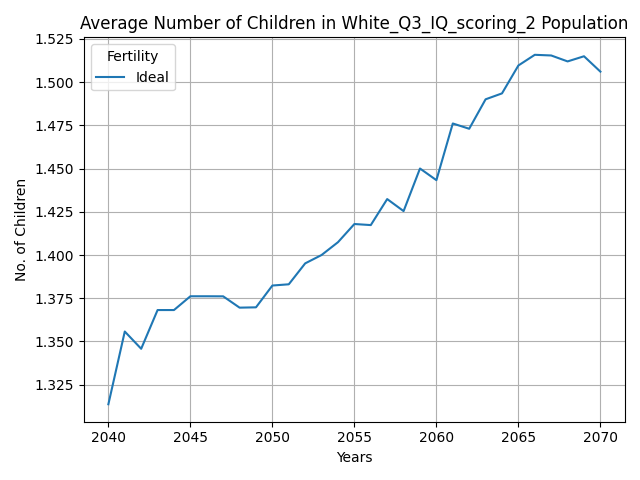 Average Number of Children in White_Q3_IQ_scoring_2 Population
1.525
1.500
1.475
1.450
1.425
1.400
1.375
1.350
1.325
No. of Children
Fertility
Ideal
2040 2045 2050 2055 2060 2065 2070
Years